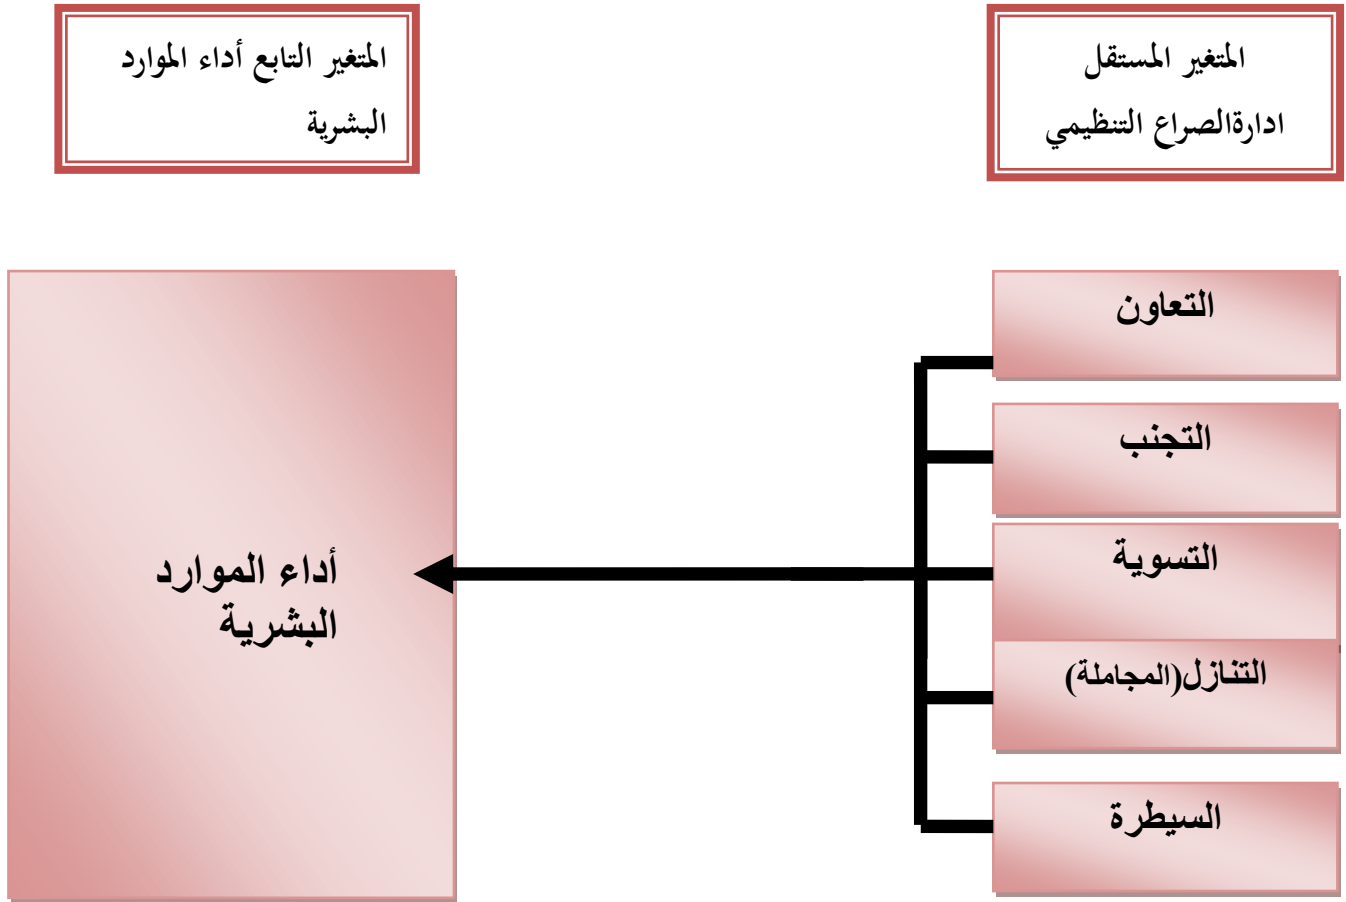 المتغير المستقل
ادارةالصراع التنظيمي
المتغير التابع أداء الموارد
البشرية
التعاون
التجنب
التسوية
التنازل(المجاملة)
السيطرة
أداء الموارد
البشرية